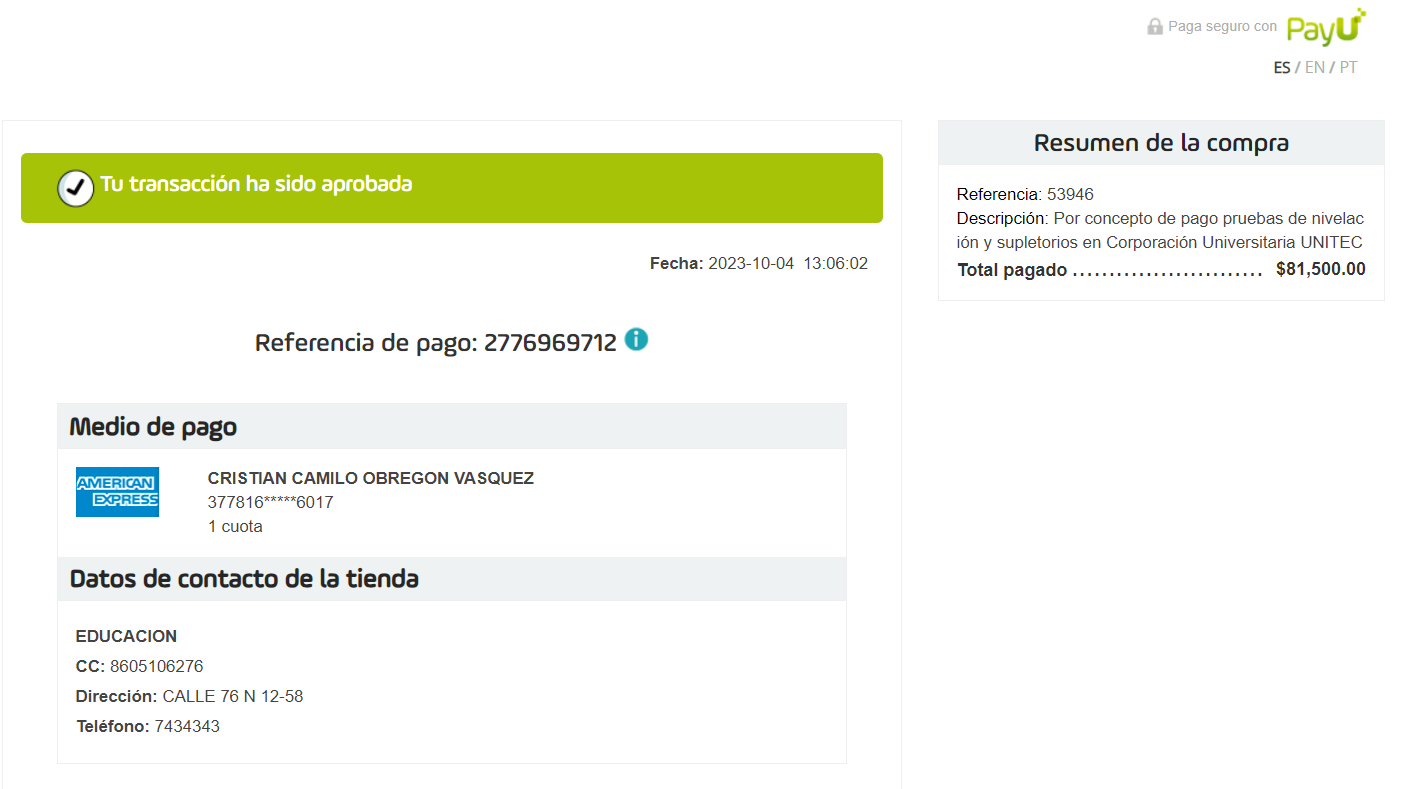 Paga seguro con PayU
ES / EN / PT
Tu transacción ha sido aprobada
Fecha: 2023-10-04 13:06:02
Referencia de pago: 2776969712 i
Medio de pago
AMERICAN
EXPRESS
CRISTIAN CAMILO OBREGON VASQUEZ
377816*****6017
1 cuota
Datos de contacto de la tienda
EDUCACION
CC: 8605106276
Dirección: CALLE 76 N 12-58
Teléfono: 7434343
Resumen de la compra
Referencia: 53946
Descripción: Por concepto de pago pruebas de nivelac
ión y supletorios en Corporación Universitaria UNITEC
Total pagado .......................... $81,500.00